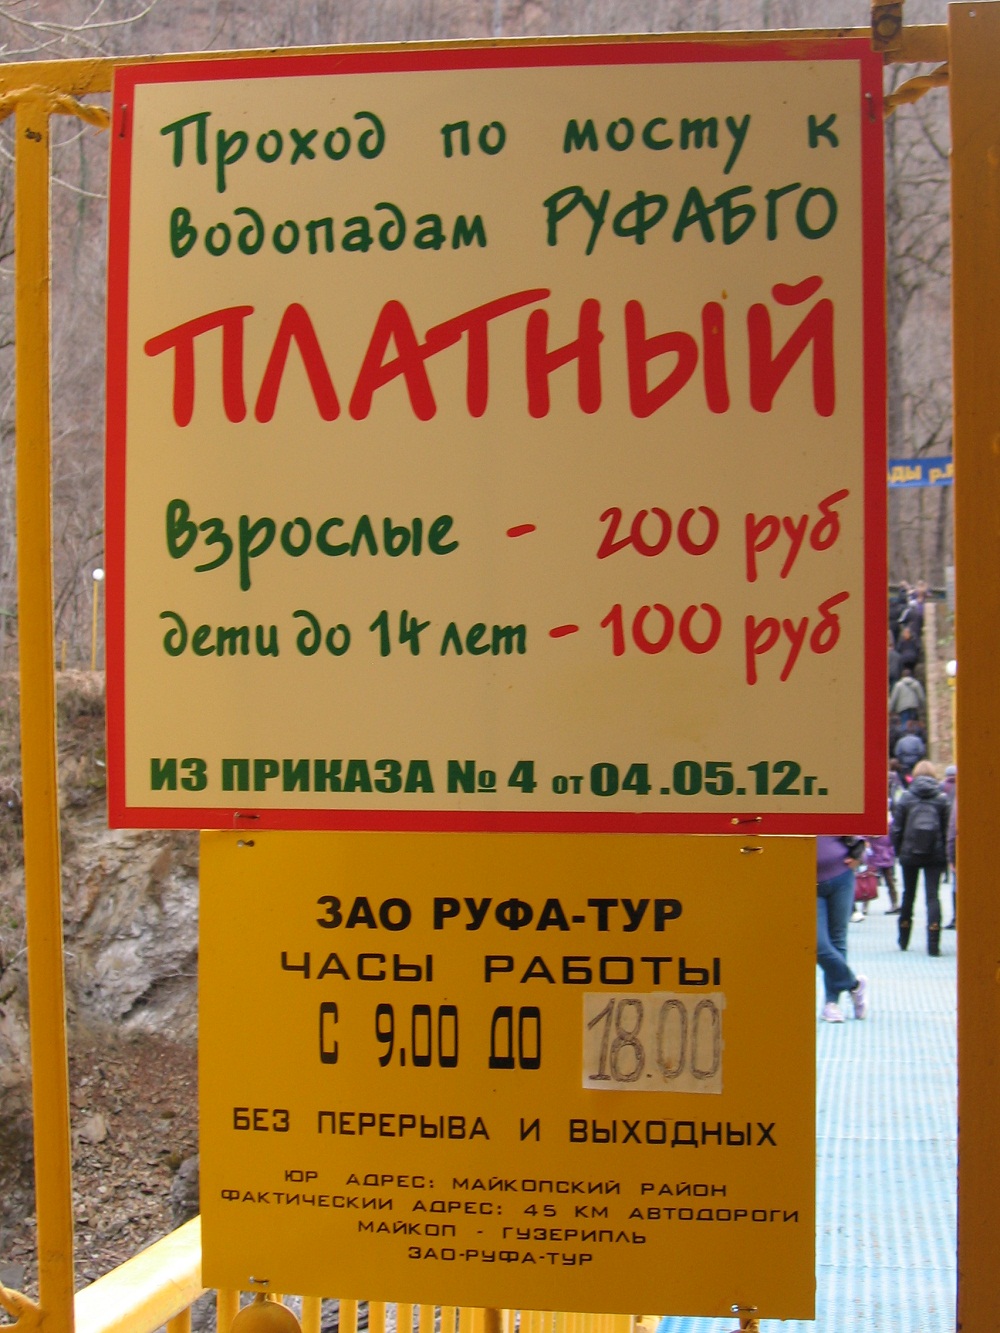 Проход по мосту к
водопадам РУФАБГО
ПЛАТНЫЙ
взрослые - 200 руб
дети до 14 лет - 100 руб
ИЗ ПРИКАЗА № 4 от 04.05.12г.
ЗАО РУФА-ТУР
ЧАСЫ РАБОТЫ
С 9.00 ДО 18.00
БЕЗ ПЕРЕРЫВА И ВЫХОДНЫХ
ЮР АДРЕС: МАЙКОПСКИЙ РАЙОН
ФАКТИЧЕСКИИ АДРЕС: 45 КМ АВТОДОРОГИ
МАЙКОП - ГУЗЕРИПЛЬ
ЗАО-РУФА-ТУР